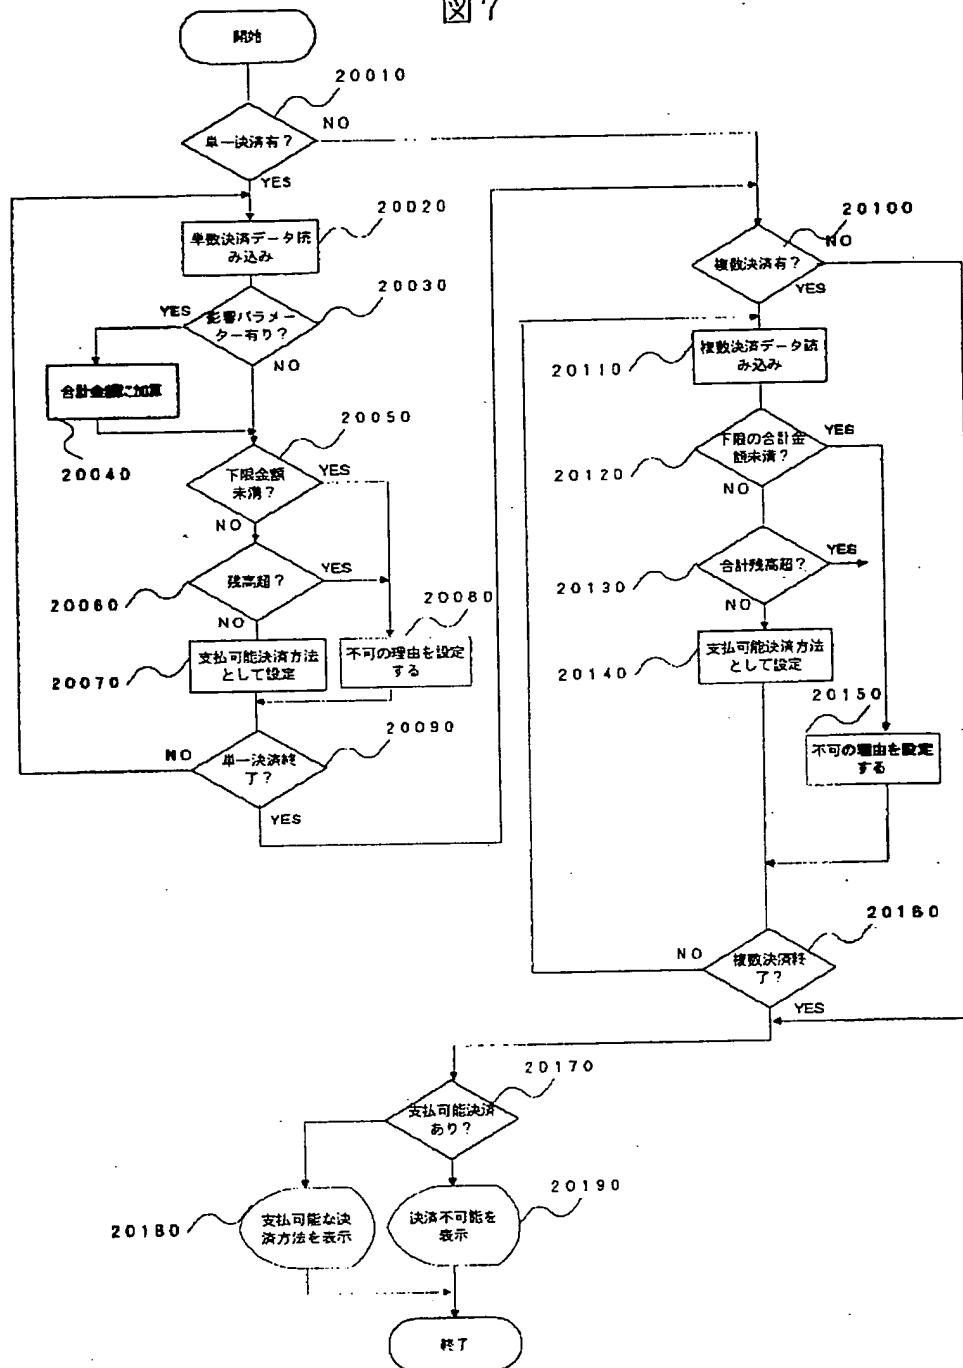 図7
開始
20010
単一決済有？
NO
YES
20020
単数決済データ読
み込み
20030
YES
影響パラメー
ター有り？
NO
合計金額に加算
20040
20050
下限金額
未満？
YES
NO
残高超？
YES
20060
NO
20080
支払可能決済方法
として設定
20070
不可の理由を設定
する
20090
NO
単一決済終
了？
YES
20100
NO
複数決済有？
YES
複数決済データ読
み込み
20110
下限の合計金
額未満？
YES
20120
NO
合計残高超？
YES
20130
NO
支払可能決済方法
として設定
20140
20150
不可の理由を設定
する
20160
NO
複数決済終
了？
YES
20170
支払可能決済
あり？
20180
支払可能な決
済方法を表示
20190
決済不可能を
表示
終了